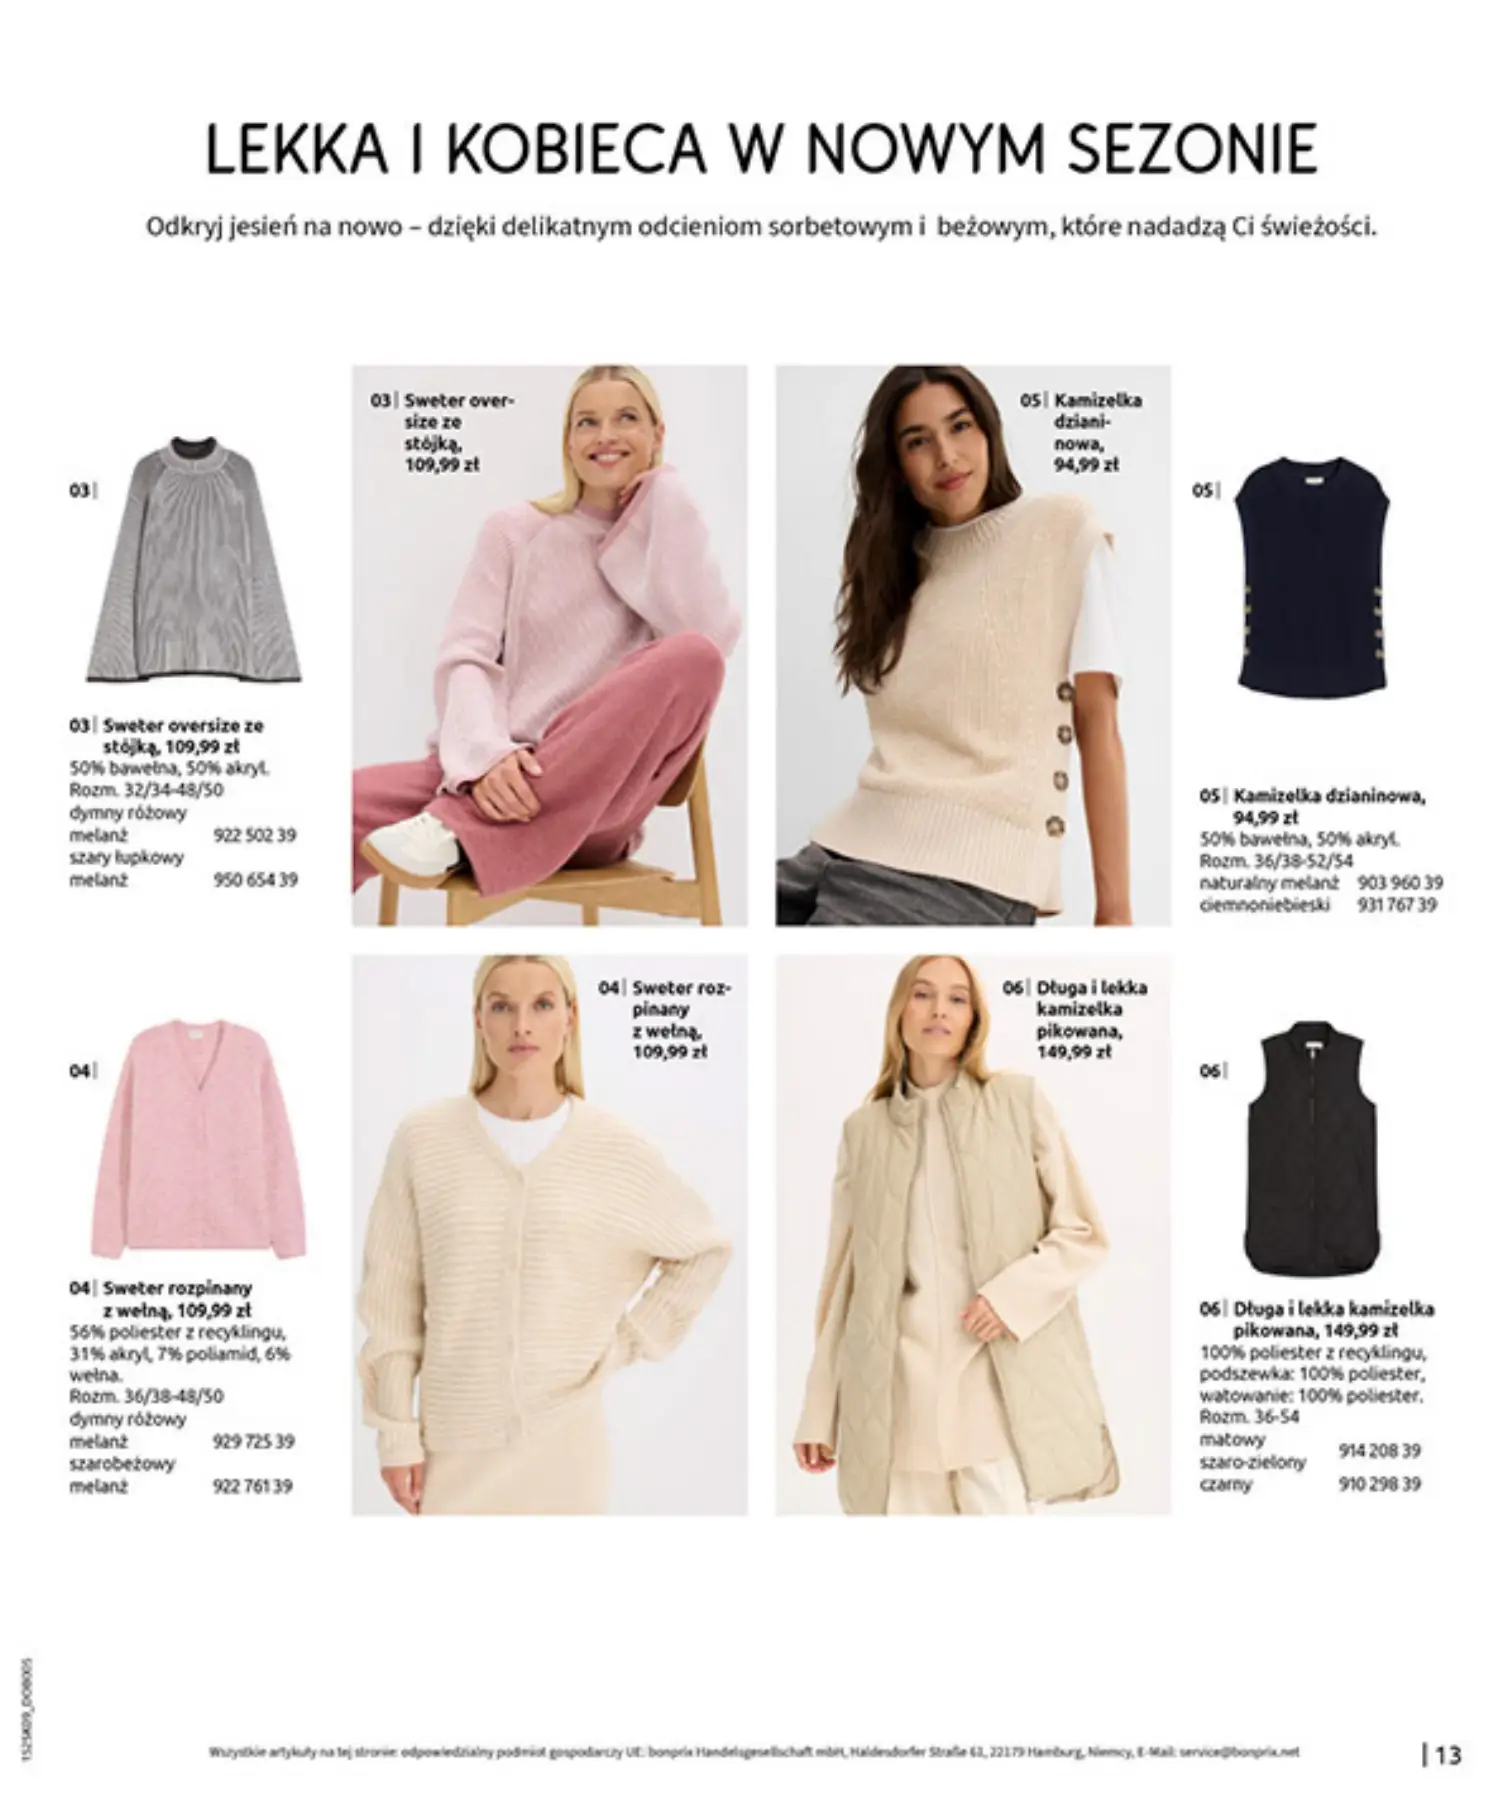 LEKKA I KOBIECA W NOWYM SEZONIE
Odkryj jesień na nowo – dzięki delikatnym odcieniom sorbetowym i beżowym, które nadadzą Ci świeżości.
03|
03| Sweter over-
size ze
stójką,
109,99 zł
05| Kamizelka
dziani-
nowa,
94,99 zł
05|
03| Sweter oversize ze
stójką, 109,99 zł
50% bawełna, 50% akryl.
Rozm. 32/34-48/50
dymny różowy
melanż 922 502 39
szary łupkowy
melanż 950 654 39
05| Kamizelka dzianinowa,
94,99 zł
50% bawełna, 50% akryl.
Rozm. 36/38-52/54
naturalny melanż 903 960 39
ciemnoniebieski 931 767 39
04|
04| Sweter roz-
pinany
z wełną,
109,99 zł
06| Długa i lekka
kamizelka
pikowana,
149,99 zł
06|
04| Sweter rozpinany
z wełną, 109,99 zł
56% poliester z recyklingu,
31% akryl, 7% poliamid, 6%
wełna.
Rozm. 36/38-48/50
dymny różowy
melanż 929 725 39
szarobeżowy
melanż 922 761 39
06| Długa i lekka kamizelka
pikowana, 149,99 zł
100% poliester z recyklingu,
podszewka: 100% poliester,
watowanie: 100% poliester.
Rozm. 36-54
matowy
szaro-zielony 914 208 39
czarny 910 298 39
1525K09_DOB005
Wszystkie artykuły na tej stronie: odpowiedzialny podmiot gospodarczy UE: bonprix Handelsgesellschaft mbH, Haldesdorfer Straße 61, 22179 Hamburg, Niemcy, E-Mail: service@bonprix.net
| 13